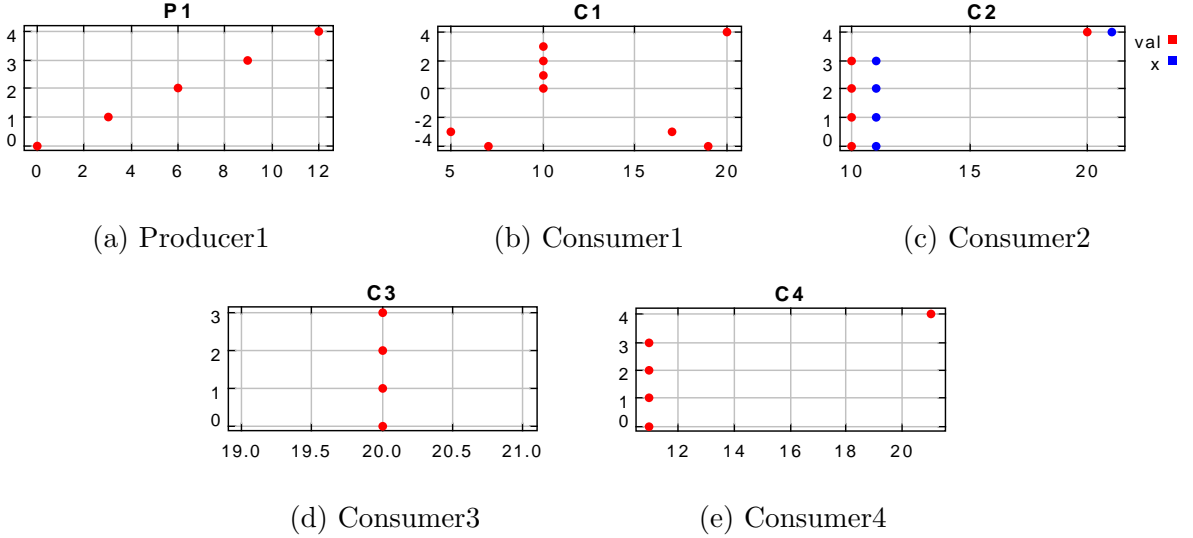 P1
4
3
2
1
0
0 2 4 6 8 10 12
(a) Producer1
C1
4
2
0
-2
-4
5 10 15 20
(b) Consumer1
C2
4
3
2
1
0
10 15 20
val
x
(c) Consumer2
C3
3
2
1
0
19.0 19.5 20.0 20.5 21.0
(d) Consumer3
C4
4
3
2
1
0
12 14 16 18 20
(e) Consumer4